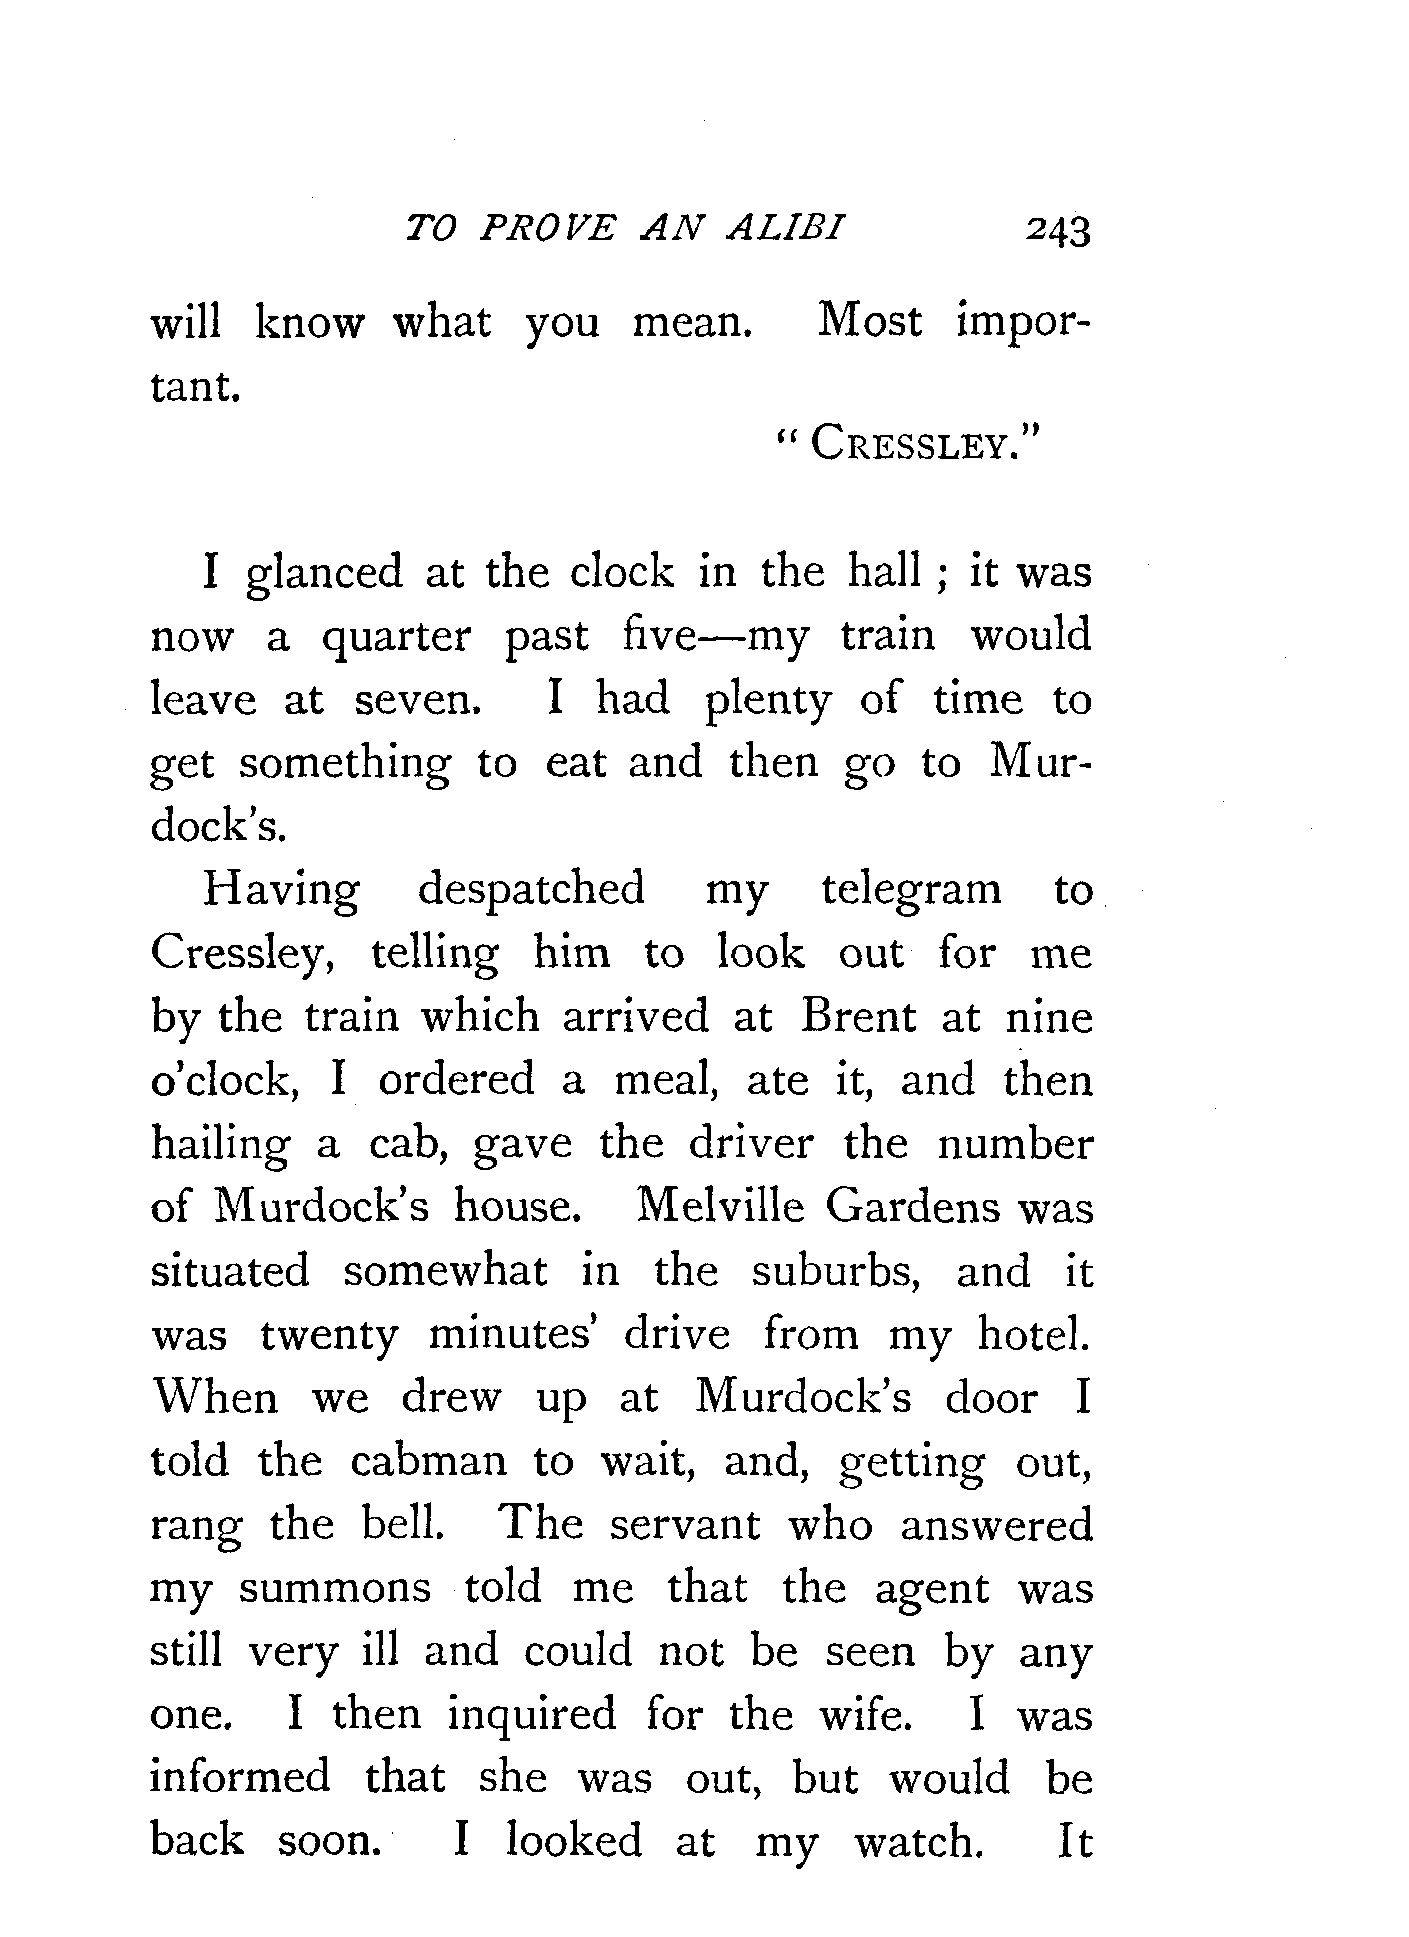 TO PROVE AN ALIBI 243
will know what you mean. Most impor-
tant.
“ CRESSLEY.”
I glanced at the clock in the hall ; it was
now a quarter past five—my train would
leave at seven. I had plenty of time to
get something to eat and then go to Mur-
dock's.
Having despatched my telegram to
Cressley, telling him to look out for me
by the train which arrived at Brent at nine
o'clock, I ordered a meal, ate it, and then
hailing a cab, gave the driver the number
of Murdock's house. Melville Gardens was
situated somewhat in the suburbs, and it
was twenty minutes' drive from my hotel.
When we drew up at Murdock's door I
told the cabman to wait, and, getting out,
rang the bell. The servant who answered
my summons told me that the agent was
still very ill and could not be seen by any
one. I then inquired for the wife. I was
informed that she was out, but would be
back soon. I looked at my watch. It